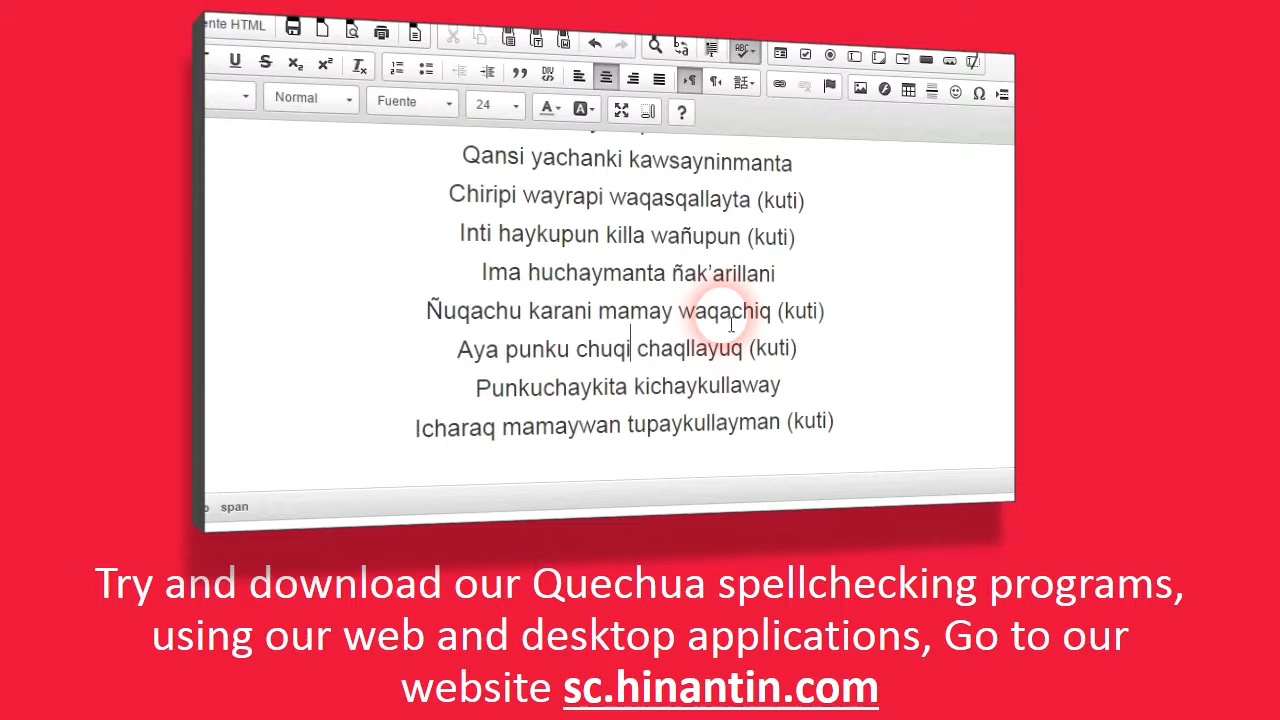 ente HTML
Normal Fuente 24
Qansi yachanki kawsayninmanta
Chiripi wayrapi waqasqallayta (kuti)
Inti haykupun killa wañupun (kuti)
Ima huchaymanta ñak’arillani
Ñuqachu karani mamay waqachiq (kuti)
Aya punku chuqi chaqllayuq (kuti)
Punkuchaykita kichaykullaway
Icharaq mamaywan tupaykullayman (kuti)
span
Try and download our Quechua spellchecking programs,
using our web and desktop applications, Go to our
website sc.hinantin.com